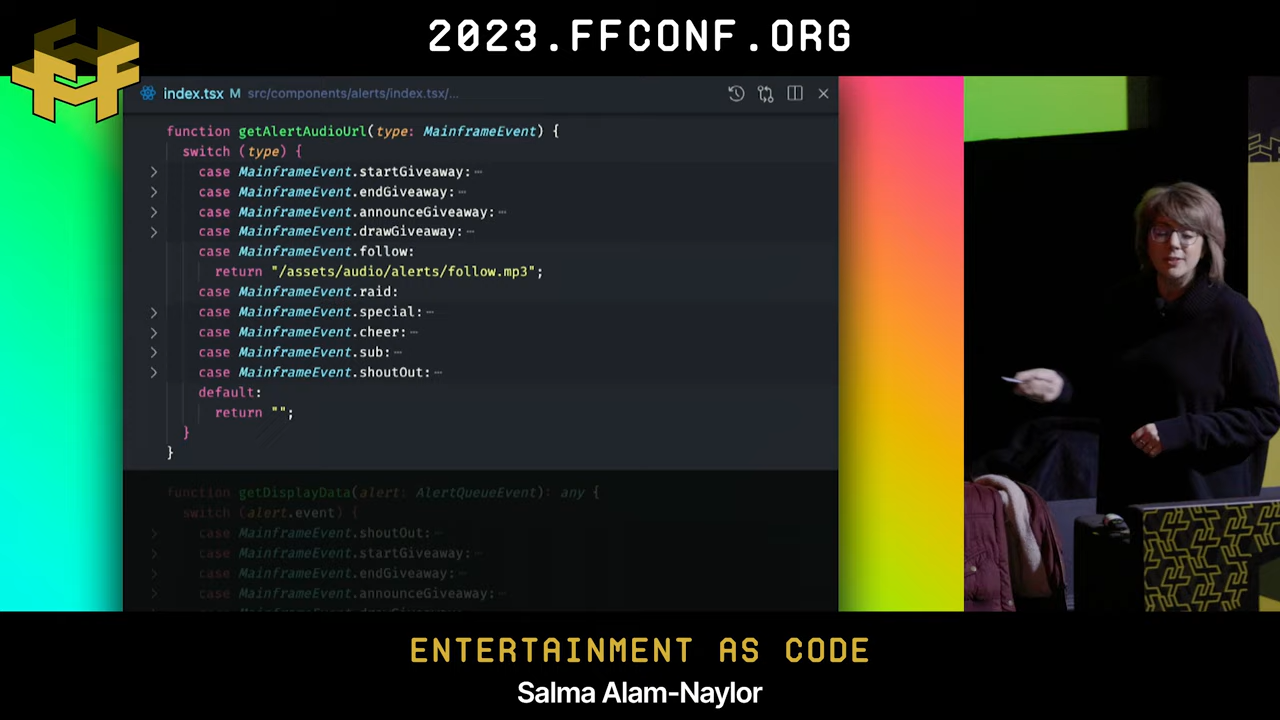 2023.FFCONF.ORG
index.tsx M src/components/alerts/index.tsx/...
function getAlertAudioUrl(type: MainframeEvent) {
switch (type) {
case MainframeEvent.startGiveaway:
case MainframeEvent.endGiveaway:
case MainframeEvent.announceGiveaway:
case MainframeEvent.drawGiveaway:
case MainframeEvent.follow:
return "/assets/audio/alerts/follow.mp3";
case MainframeEvent.raid:
case MainframeEvent.special:
case MainframeEvent.cheer:
case MainframeEvent.sub:
case MainframeEvent.shoutOut:
default:
return "";
}
}
function getDisplayData(alert: AlertQueueEvent): any {
switch (alert.event) {
case MainframeEvent.shoutOut:
case MainframeEvent.startGiveaway:
case MainframeEvent.endGiveaway:
case MainframeEvent.announceGiveaway:
ENTERTAINMENT AS CODE
Salma Alam-Naylor